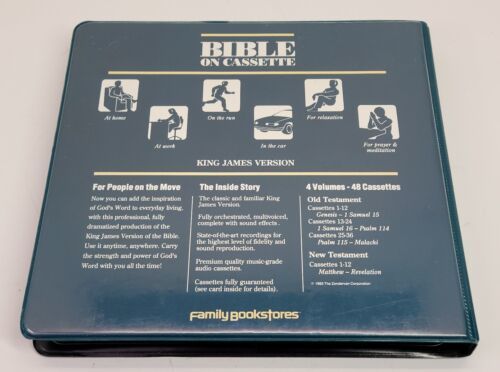 BIBLE
ON CASSETTE
At home
At work
On the run
In the car
For relaxation
For prayer &
meditation
KING JAMES VERSION
For People on the Move
Now you can add the inspiration
of God's Word to everyday living,
with this professional, fully
dramatized production of the
King James Version of the Bible.
Use it anytime, anywhere. Carry
the strength and power of God's
Word with you all the time!
The Inside Story
The classic and familiar King
James Version.
Fully orchestrated, multivoiced,
complete with sound effects.
State-of-the-art recordings for
the highest level of fidelity and
sound reproduction.
Premium quality music-grade
audio cassettes.
Cassettes fully guaranteed
(see card inside for details).
4 Volumes - 48 Cassettes
Old Testament
Cassettes 1-12
Genesis – 1 Samuel 15
Cassettes 13-24
1 Samuel 16 – Psalm 114
Cassettes 25-36
Psalm 115 – Malachi
New Testament
Cassettes 1-12
Matthew – Revelation
The Zondervan Corporation
Family Bookstores